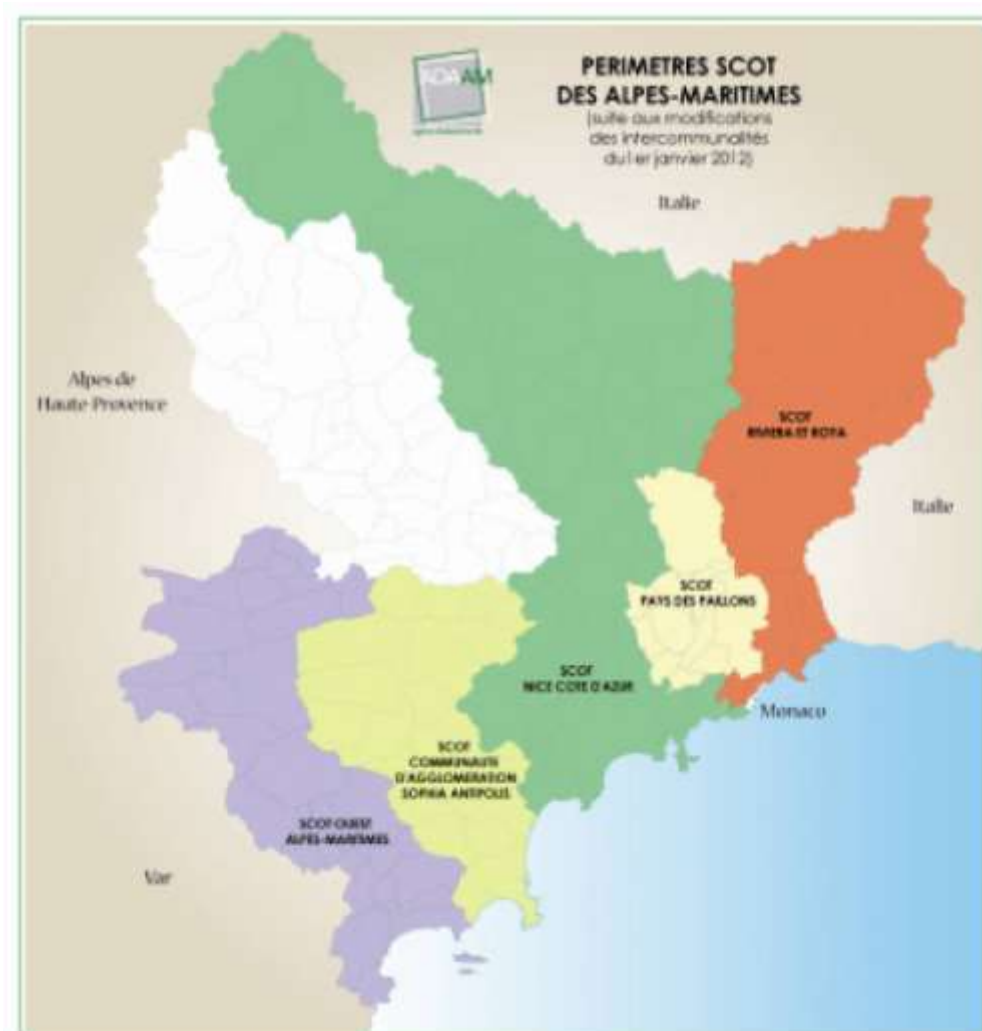 PERIMETRES SCOT
DES ALPES-MARITIMES
(suite aux modifications
des intercommunalités
du 1er janvier 2012)
Italie
Alpes de
Haute Provence
SCOT
RIVIERA ET ROYA
Italie
SCOT
PAYS DES PAILLONS
SCOT
NICE COTE D'AZUR
Monaco
SCOT
COMMUNAUTE
D'AGGLOMERATION
SOPHIA ANTIPOLIS
SCOT OUEST
ALPES-MARITIMES
Var